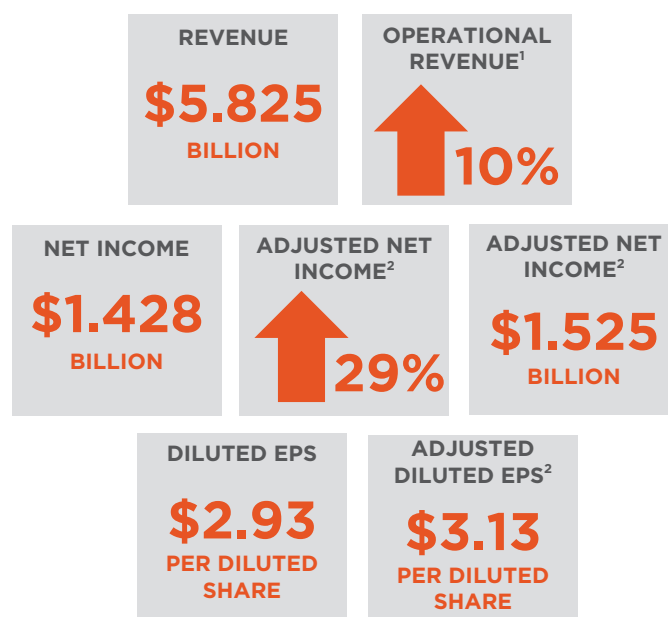 REVENUE
$5.825
BILLION
OPERATIONAL
REVENUE¹
10%
NET INCOME
$1.428
BILLION
ADJUSTED NET
INCOME²
29%
ADJUSTED NET
INCOME²
$1.525
BILLION
DILUTED EPS
$2.93
PER DILUTED
SHARE
ADJUSTED
DILUTED EPS²
$3.13
PER DILUTED
SHARE